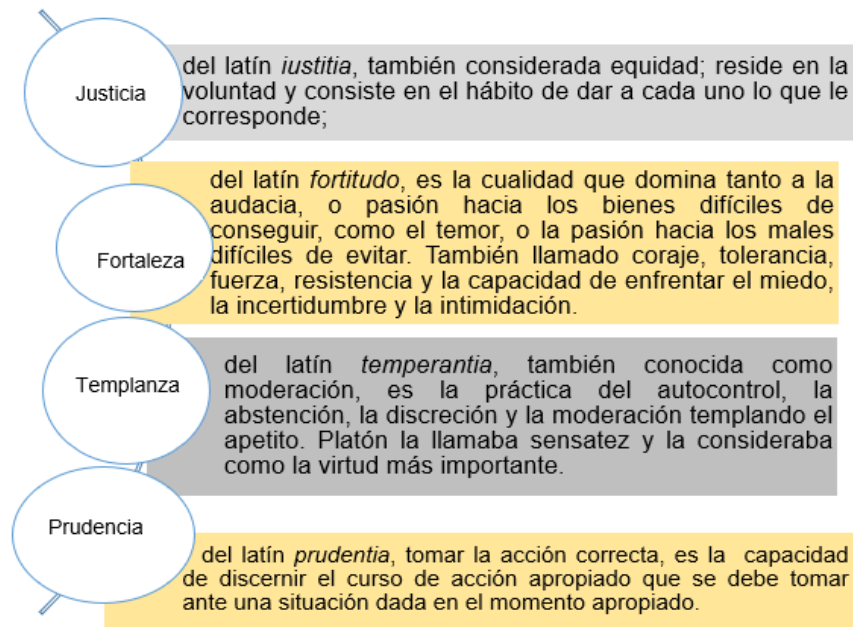 Justicia
del latín iustitia, también considerada equidad; reside en la
voluntad y consiste en el hábito de dar a cada uno lo que le
corresponde;
Fortaleza
del latín fortitudo, es la cualidad que domina tanto a la
audacia, o pasión hacia los bienes difíciles de
conseguir, como el temor, o la pasión hacia los males
difíciles de evitar. También llamado coraje, tolerancia,
fuerza, resistencia y la capacidad de enfrentar el miedo,
la incertidumbre y la intimidación.
Templanza
del latín temperantia, también conocida como
moderación, es la práctica del autocontrol, la
abstención, la discreción y la moderación templando el
apetito. Platón la llamaba sensatez y la consideraba
como la virtud más importante.
Prudencia
del latín prudentia, tomar la acción correcta, es la capacidad
de discernir el curso de acción apropiado que se debe tomar
ante una situación dada en el momento apropiado.